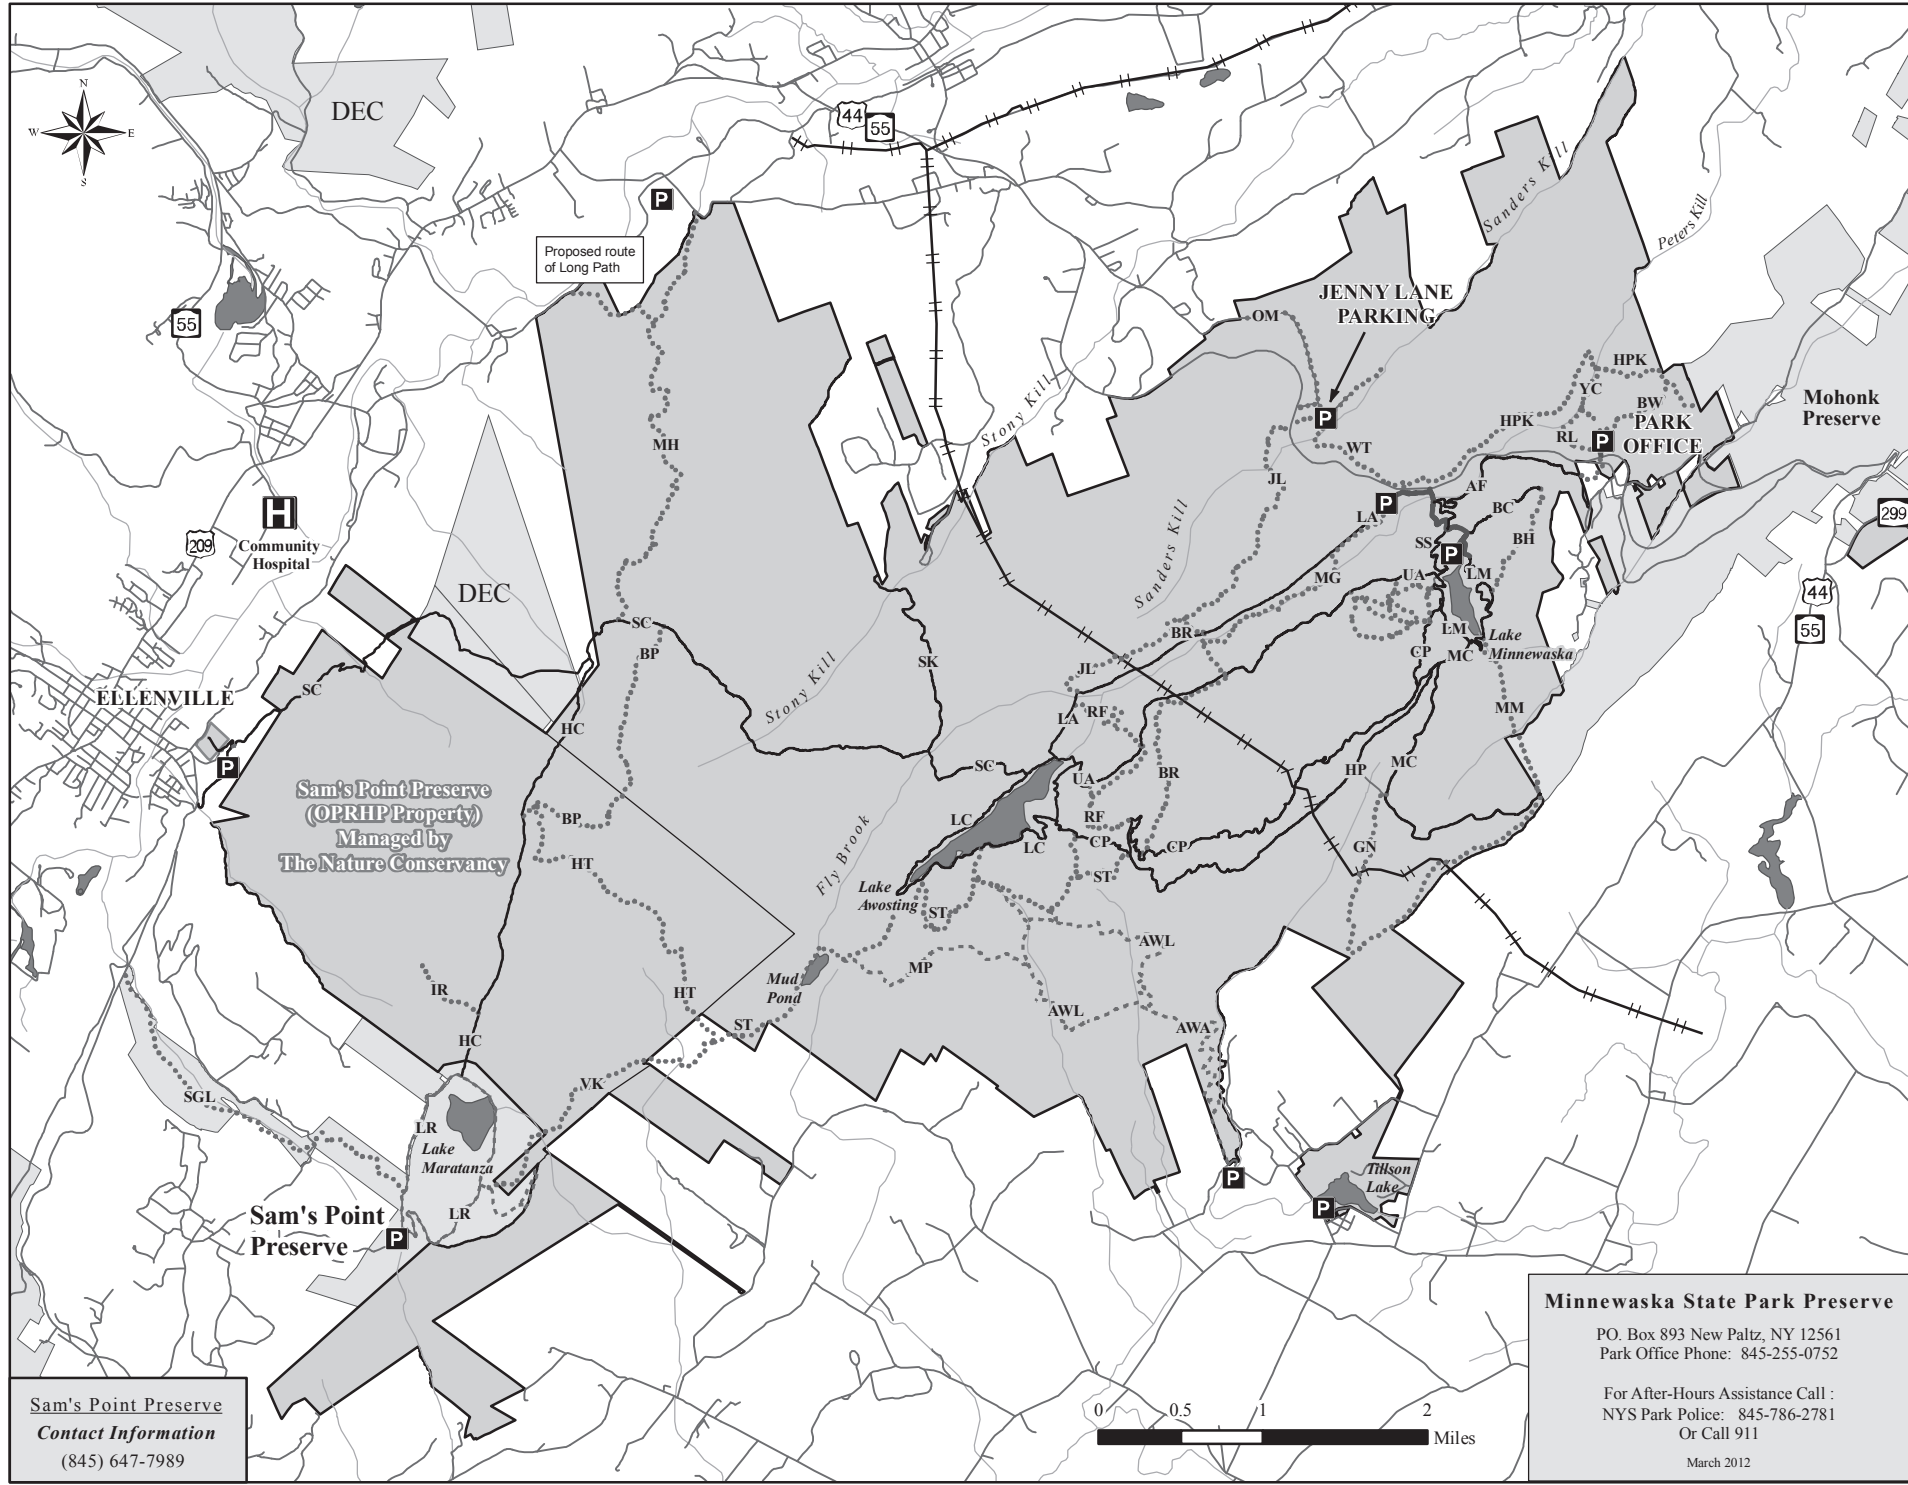 N
W
E
S
DEC
44
55
P
Proposed route
of Long Path
Sanders Kill
Peters Kill
JENNY LANE
PARKING
OM
55
HPK
YC
BW
Mohonk
Preserve
P
HPK
RL
P
PARK
OFFICE
Stony Kill
MH
WT
JL
H
Community
Hospital
209
P
LA
AF
BC
299
SS
BH
P
DEC
Sanders Kill
MG
UA
LM
44
55
SC
BR
LM
Lake
Minnewaska
BP
SK
CP
MC
JL
ELLENVILLE
SC
Stony Kill
HC
LA
RF
MM
P
SC
UA
BR
HP
MC
Sam's Point Preserve
(OPRHP Property)
Managed by
The Nature Conservancy
BP
LC
RF
LC
CP
CP
GN
HT
Fly Brook
ST
Lake
Awosting
ST
AWL
MP
IR
HT
Mud
Pond
AWL
ST
AWA
HC
SGL
VK
LR
Lake
Maratanza
P
Tillson
Lake
P
LR
Sam's Point
Preserve
P
Minnewaska State Park Preserve
PO. Box 893 New Paltz, NY 12561
Park Office Phone: 845-255-0752
For After-Hours Assistance Call :
NYS Park Police: 845-786-2781
Or Call 911
March 2012
Sam's Point Preserve
Contact Information
(845) 647-7989
0 0.5 1 2
Miles